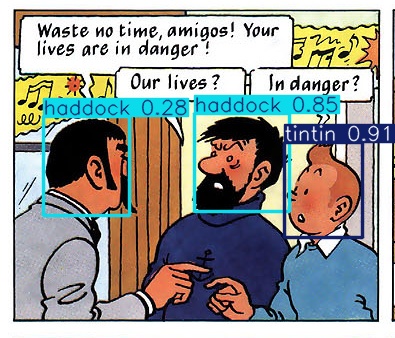 Waste no time, amigos! Your
lives are in danger!
Our lives?
In danger?
haddock 0.28
haddock 0.85
tintin 0.91